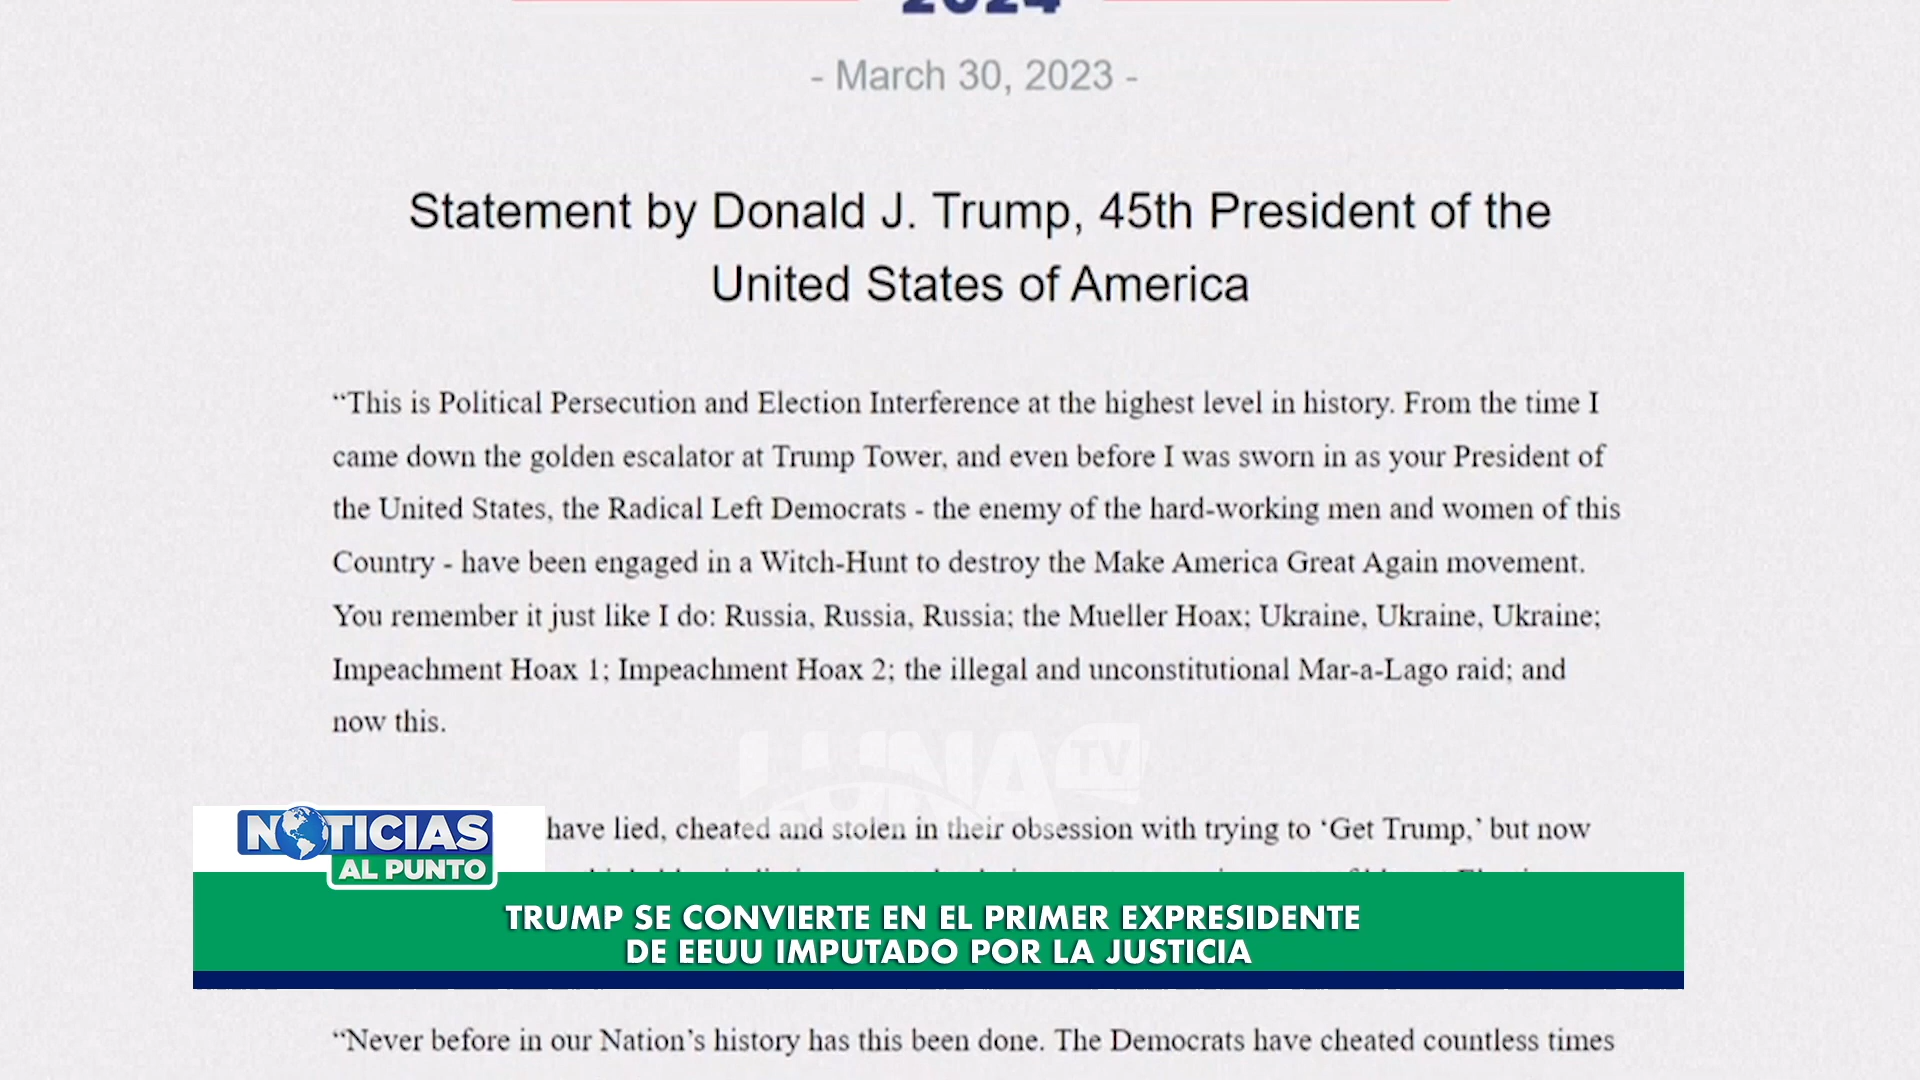 2024
- March 30, 2023 -
Statement by Donald J. Trump, 45th President of the
United States of America
“This is Political Persecution and Election Interference at the highest level in history. From the time I
came down the golden escalator at Trump Tower, and even before I was sworn in as your President of
the United States, the Radical Left Democrats - the enemy of the hard-working men and women of this
Country - have been engaged in a Witch-Hunt to destroy the Make America Great Again movement.
You remember it just like I do: Russia, Russia, Russia; the Mueller Hoax; Ukraine, Ukraine, Ukraine;
Impeachment Hoax 1; Impeachment Hoax 2; the illegal and unconstitutional Mar-a-Lago raid; and
now this.
LUNA TV
have lied, cheated and stolen in their obsession with trying to ‘Get Trump,’ but now
NOTICIAS
AL PUNTO
TRUMP SE CONVIERTE EN EL PRIMER EXPRESIDENTE
DE EEUU IMPUTADO POR LA JUSTICIA
“Never before in our Nation’s history has this been done. The Democrats have cheated countless times